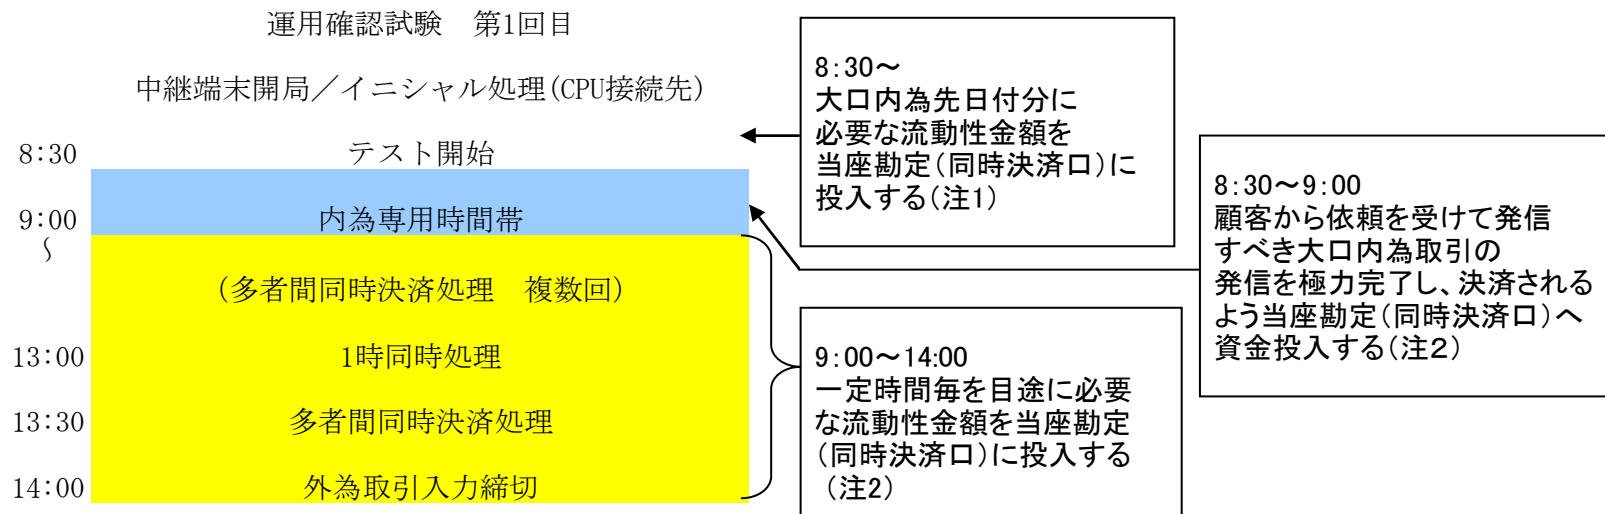 運用確認試験　第1回目
中継端末開局／イニシャル処理(CPU接続先)
8:30　テスト開始
9:00　内為専用時間帯
～
(多者間同時決済処理　複数回)
13:00　1時同時処理
13:30　多者間同時決済処理
14:00　外為取引入力締切
8:30～
大口内為先日付分に
必要な流動性金額を
当座勘定(同時決済口)に
投入する(注1)
8:30～9:00
顧客から依頼を受けて発信
すべき大口内為取引の
発信を極力完了し、決済される
よう当座勘定(同時決済口)へ
資金投入する(注２)
9:00～14:00
一定時間毎を目途に必要
な流動性金額を当座勘定
(同時決済口)に投入する
(注2)